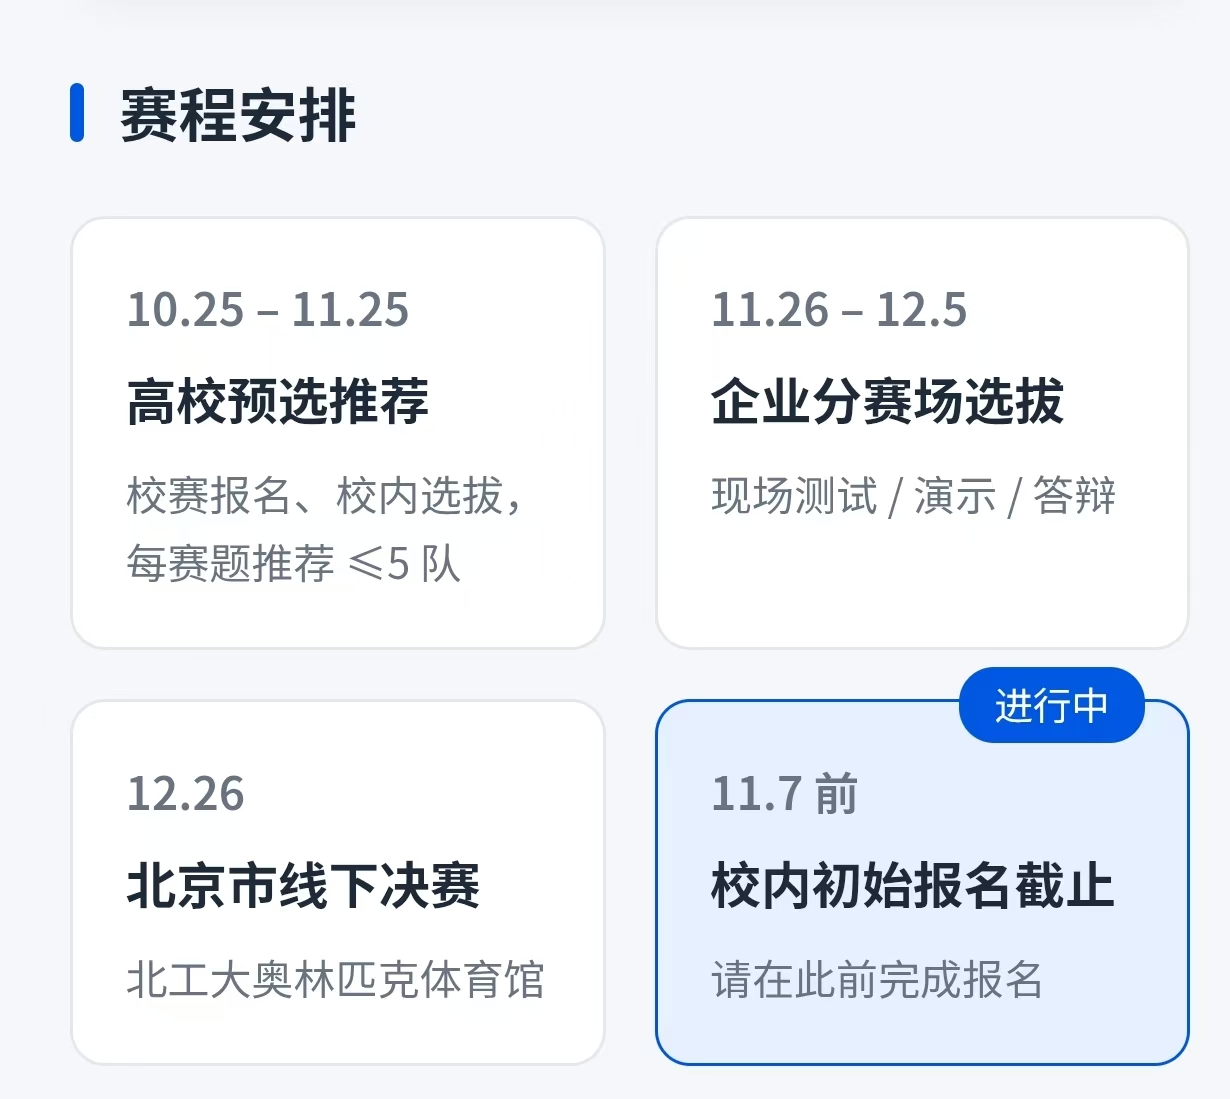 赛程安排
10.25 – 11.25
高校预选推荐
校赛报名、校内选拔，
每赛题推荐 ≤5 队
11.26 – 12.5
企业分赛场选拔
现场测试 / 演示 / 答辩
12.26
北京市线下决赛
北工大奥林匹克体育馆
进行中
11.7 前
校内初始报名截止
请在此前完成报名